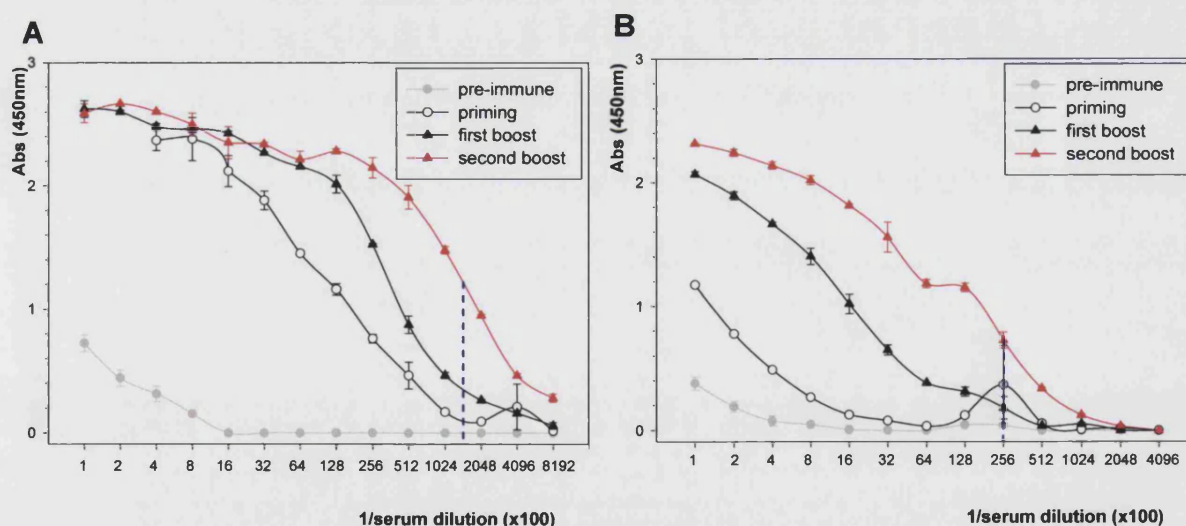 A
3
2
1
0
Abs (450nm)
pre-immune
priming
first boost
second boost
1 2 4 8 16 32 64 128 256 512 1024 2048 4096 8192
1/serum dilution (x100)
B
3
2
1
0
Abs (450nm)
pre-immune
priming
first boost
second boost
1 2 4 8 16 32 64 128 256 512 1024 2048 4096
1/serum dilution (x100)